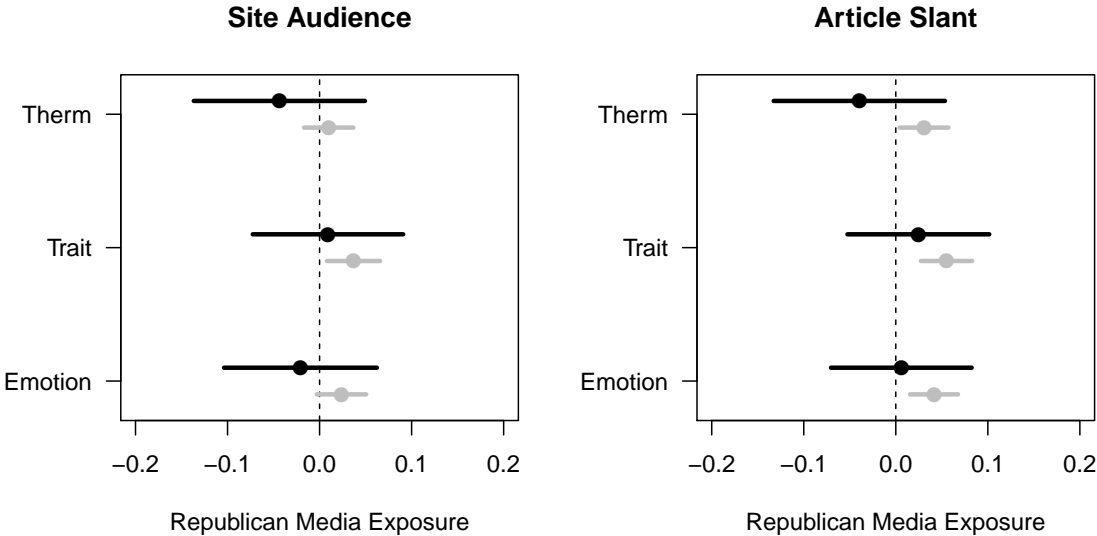 Site Audience
Therm
Trait
Emotion
−0.2 −0.1 0.0 0.1 0.2
Republican Media Exposure
Article Slant
Therm
Trait
Emotion
−0.2 −0.1 0.0 0.1 0.2
Republican Media Exposure